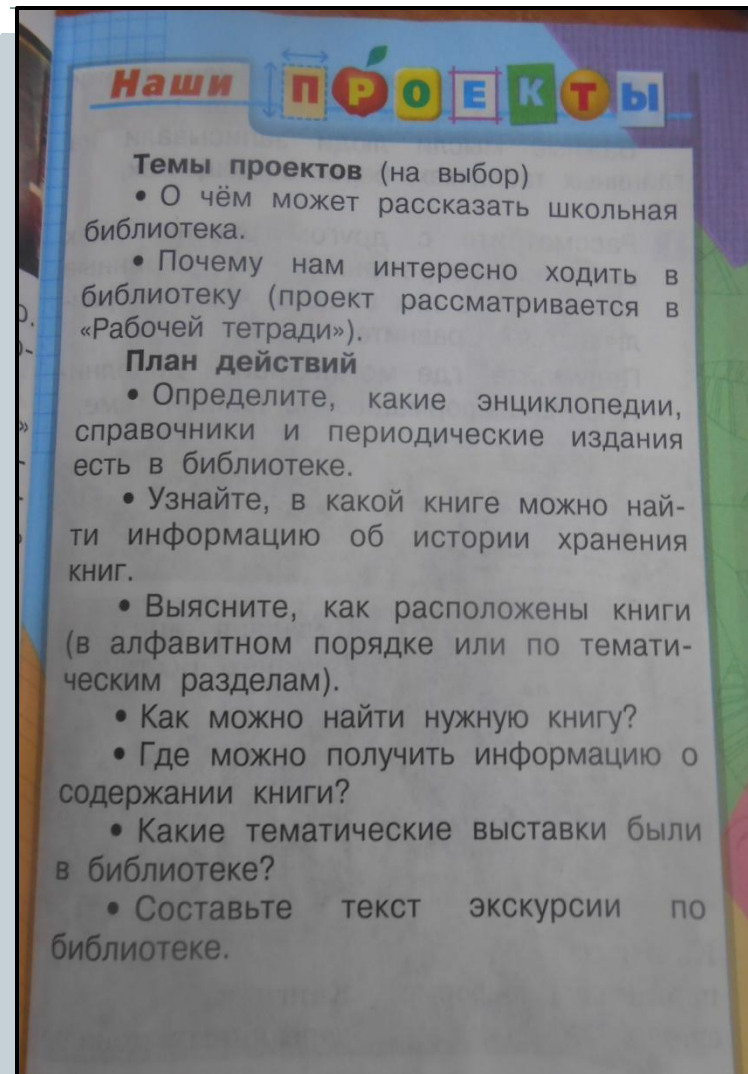 Наши ПРОЕКТЫ
Темы проектов (на выбор)
• О чём может рассказать школьная
библиотека.
• Почему нам интересно ходить в
библиотеку (проект рассматривается в
«Рабочей тетради»).
План действий
• Определите, какие энциклопедии,
справочники и периодические издания
есть в библиотеке.
• Узнайте, в какой книге можно най-
ти информацию об истории хранения
книг.
• Выясните, как расположены книги
(в алфавитном порядке или по темати-
ческим разделам).
• Как можно найти нужную книгу?
• Где можно получить информацию о
содержании книги?
• Какие тематические выставки были
в библиотеке?
• Составьте текст экскурсии по
библиотеке.